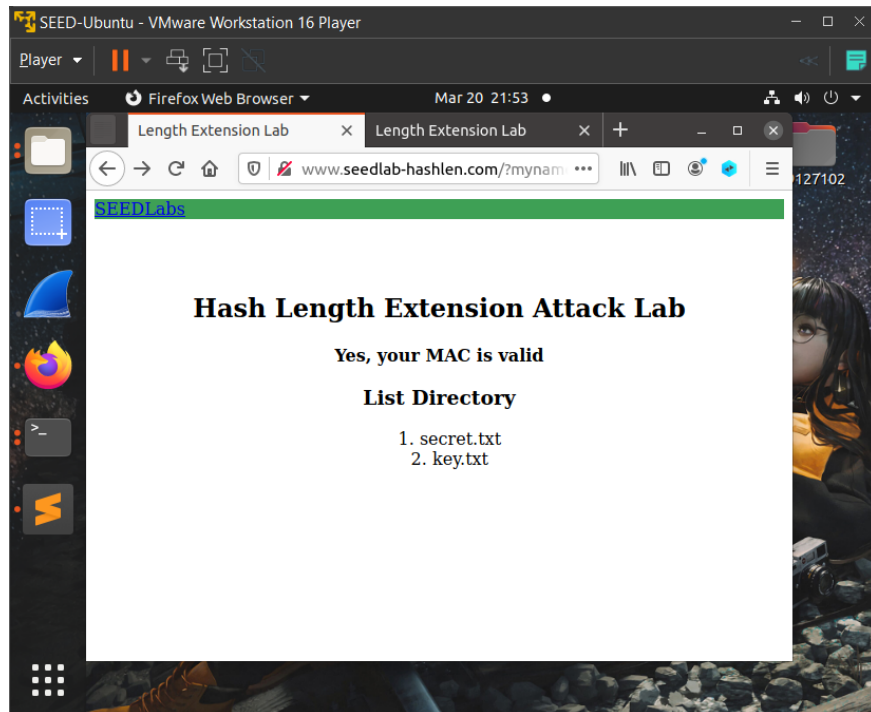 SEED-Ubuntu - VMware Workstation 16 Player
Player
Activities Firefox Web Browser Mar 20 21:53
Length Extension Lab Length Extension Lab
www.seedlab-hashlen.com/?mynam
127102
SEEDLabs
Hash Length Extension Attack Lab
Yes, your MAC is valid
List Directory
1. secret.txt
2. key.txt